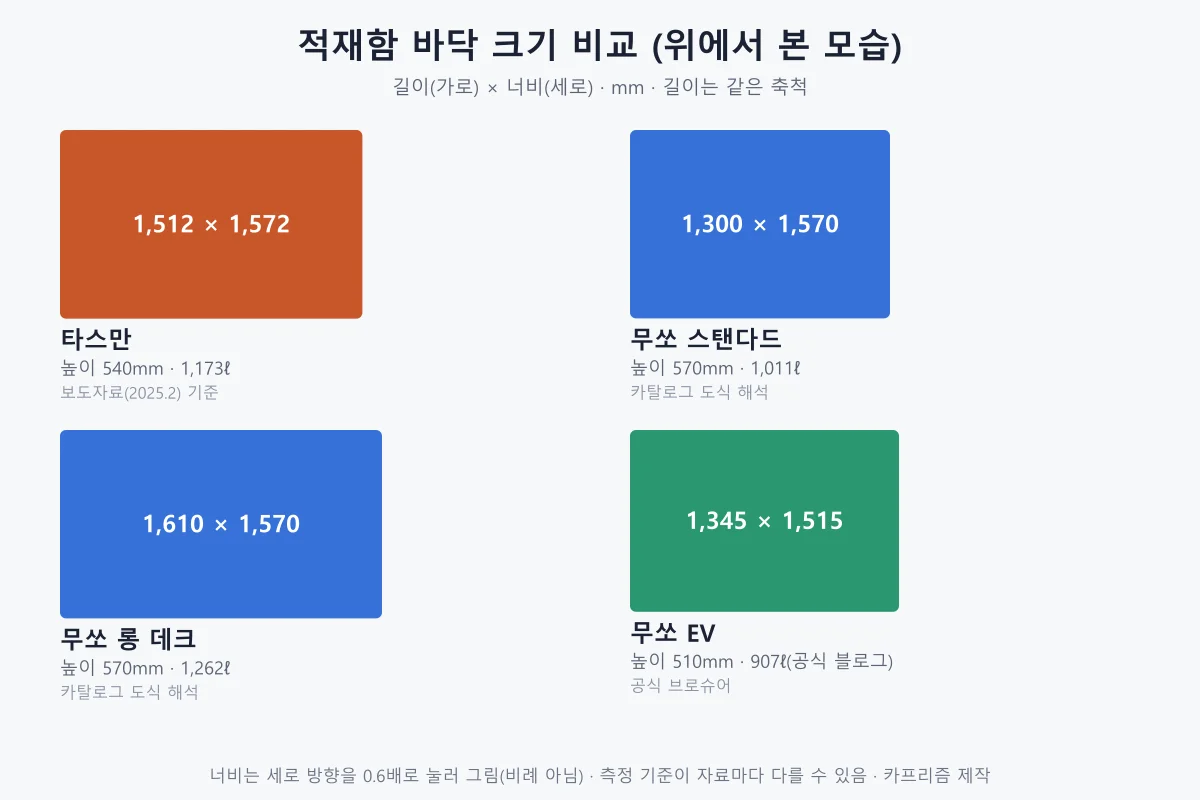 적재함 바닥 크기 비교 (위에서 본 모습)
길이(가로) × 너비(세로) · mm · 길이는 같은 축척
1,512 × 1,572
타스만
높이 540mm · 1,173ℓ
보도자료(2025.2) 기준
1,300 × 1,570
무쏘 스탠다드
높이 570mm · 1,011ℓ
카탈로그 도식 해석
1,610 × 1,570
무쏘 롱 데크
높이 570mm · 1,262ℓ
카탈로그 도식 해석
1,345 × 1,515
무쏘 EV
높이 510mm · 907ℓ(공식 블로그)
공식 브로슈어
너비는 세로 방향을 0.6배로 눌러 그림(비례 아님) · 측정 기준이 자료마다 다를 수 있음 · 카프리즘 제작